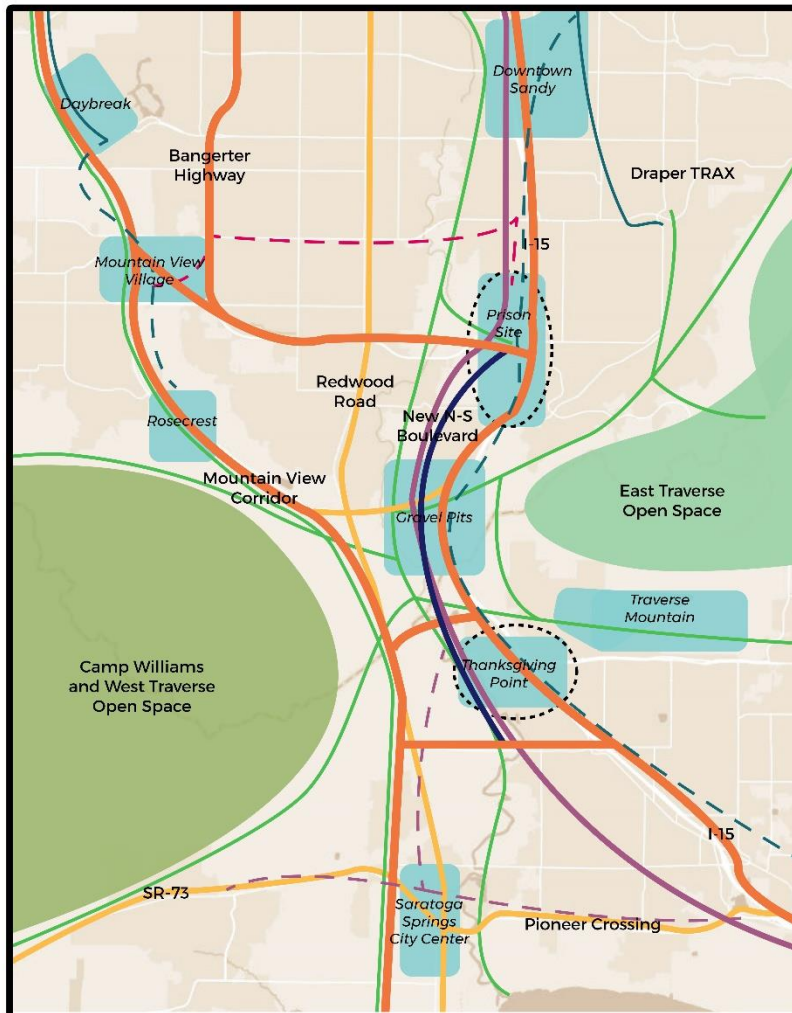 Downtown
Sandy
Daybreak
Bangerter
Highway
Draper TRAX
I-15
Mountain View
Village
Prison
Site
Redwood
Road
New N-S
Boulevard
Rosecrest
Mountain View
Corridor
East Traverse
Open Space
Gravel Pits
Traverse
Mountain
Camp Williams
and West Traverse
Open Space
Thanksgiving
Point
I-15
SR-73
Saratoga
Springs
City Center
Pioneer Crossing